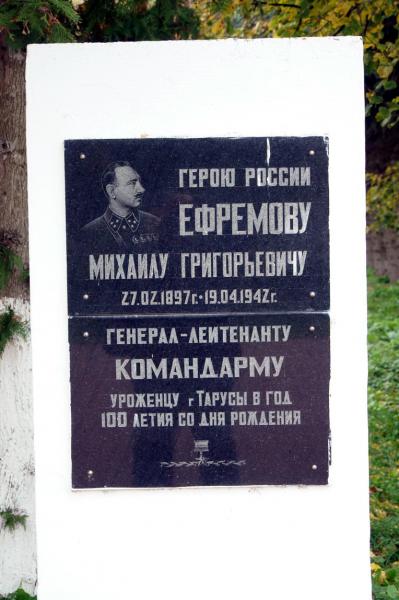 ГЕРОЮ РОССИИ
ЕФРЕМОВУ
МИХАИЛУ ГРИГОРЬЕВИЧУ
27.02.1897г.·19.04.1942г.
ГЕНЕРАЛ-ЛЕЙТЕНАНТУ
КОМАНДАРМУ
УРОЖЕНЦУ г ТАРУСЫ В ГОД
100 ЛЕТИЯ СО ДНЯ РОЖДЕНИЯ